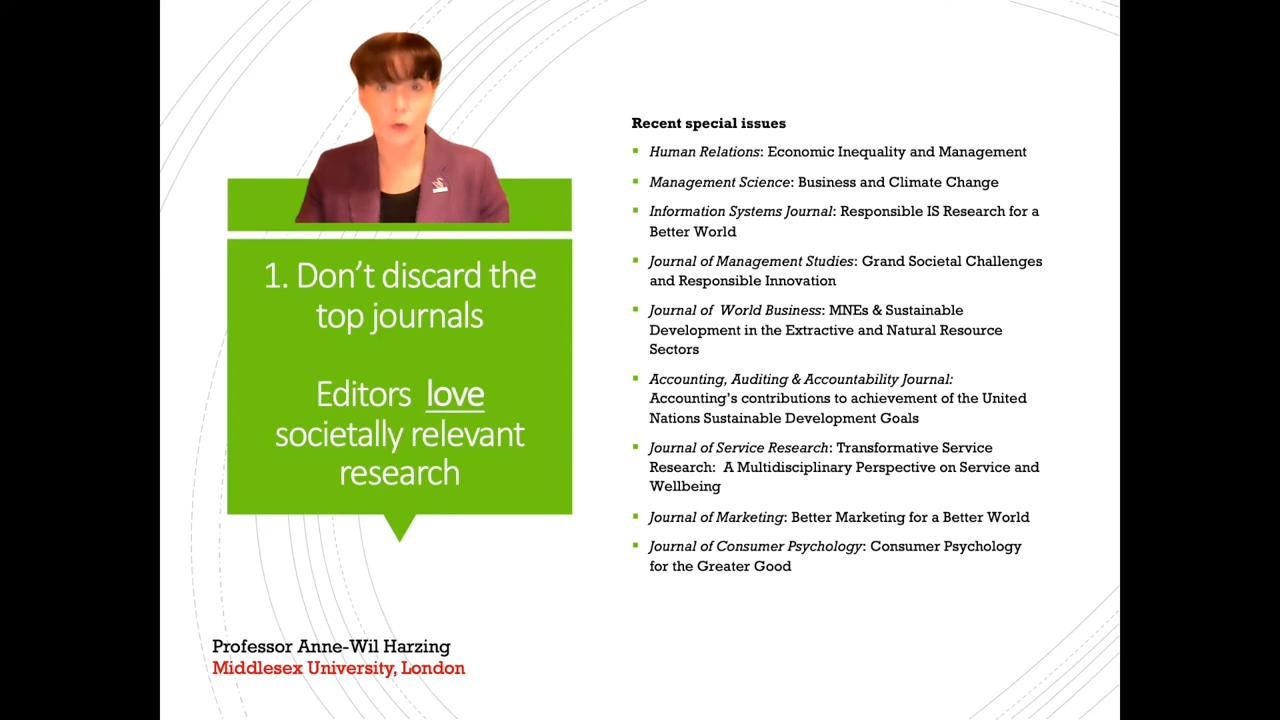 1. Don't discard the
top journals
Editors love
societally relevant
research
Recent special issues
Human Relations: Economic Inequality and Management
Management Science: Business and Climate Change
Information Systems Journal: Responsible IS Research for a
Better World
Journal of Management Studies: Grand Societal Challenges
and Responsible Innovation
Journal of World Business: MNEs & Sustainable
Development in the Extractive and Natural Resource
Sectors
Accounting, Auditing & Accountability Journal:
Accounting's contributions to achievement of the United
Nations Sustainable Development Goals
Journal of Service Research: Transformative Service
Research: A Multidisciplinary Perspective on Service and
Wellbeing
Journal of Marketing: Better Marketing for a Better World
Journal of Consumer Psychology: Consumer Psychology
for the Greater Good
Professor Anne-Wil Harzing
Middlesex University, London